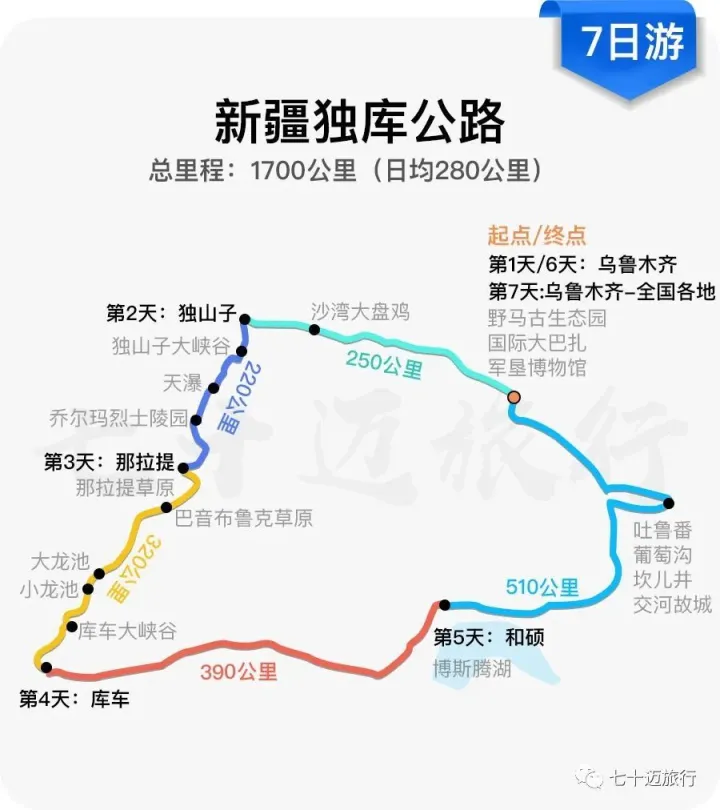 7日游
新疆独库公路
总里程：1700公里（日均280公里）
起点/终点
第1天/6天：乌鲁木齐
第7天:乌鲁木齐-全国各地
野马古生态园
国际大巴扎
军垦博物馆
第2天：独山子
沙湾大盘鸡
独山子大峡谷
250公里
天瀑
220公里
乔尔玛烈士陵园
第3天：那拉提
那拉提草原
巴音布鲁克草原
七十迈旅行
大龙池
小龙池
320公里
库车大峡谷
吐鲁番
葡萄沟
坎儿井
交河故城
510公里
第5天：和硕
博斯腾湖
390公里
第4天：库车
七十迈旅行